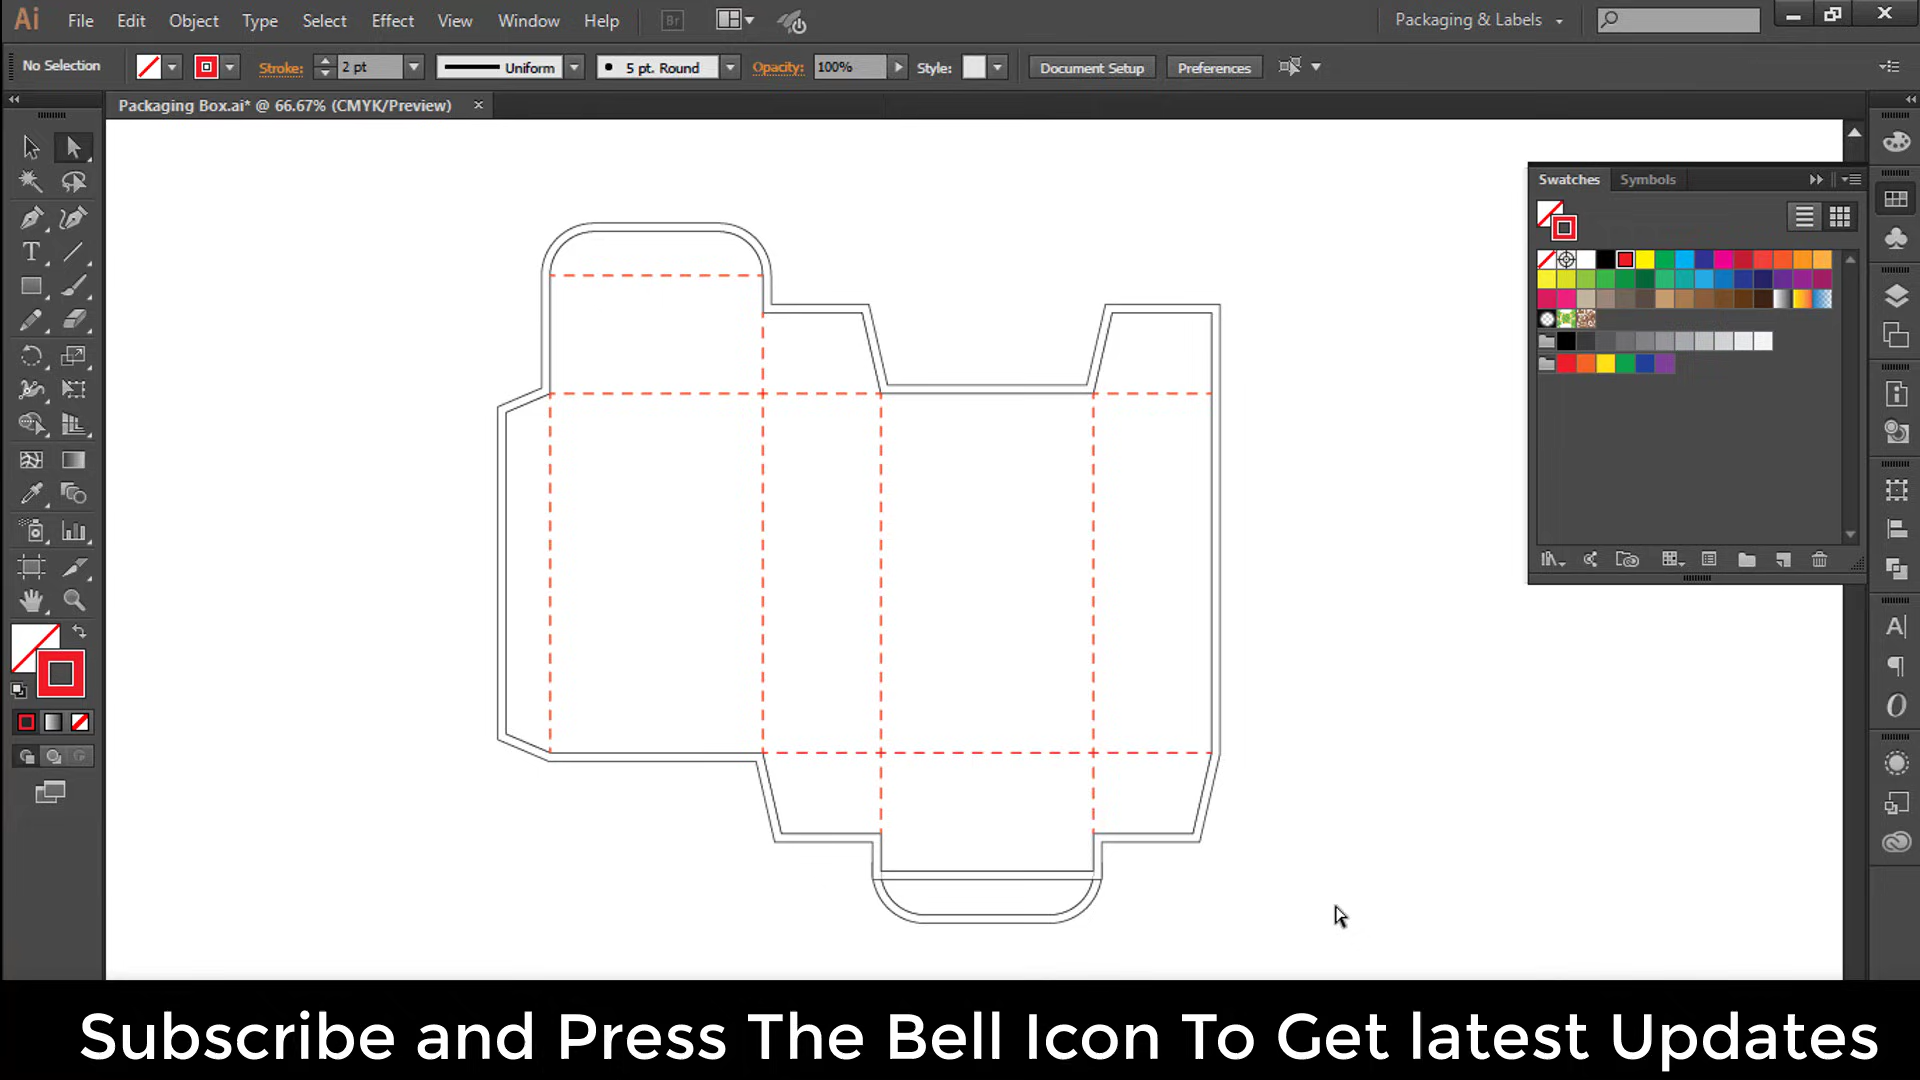 Ai File Edit Object Type Select Effect View Window Help Br Packaging & Labels
No Selection Stroke: 2 pt Uniform 5 pt. Round Opacity: 100% Style: Document Setup Preferences
Packaging Box.ai* @ 66.67% (CMYK/Preview)
Swatches Symbols
Subscribe and Press The Bell Icon To Get latest Updates